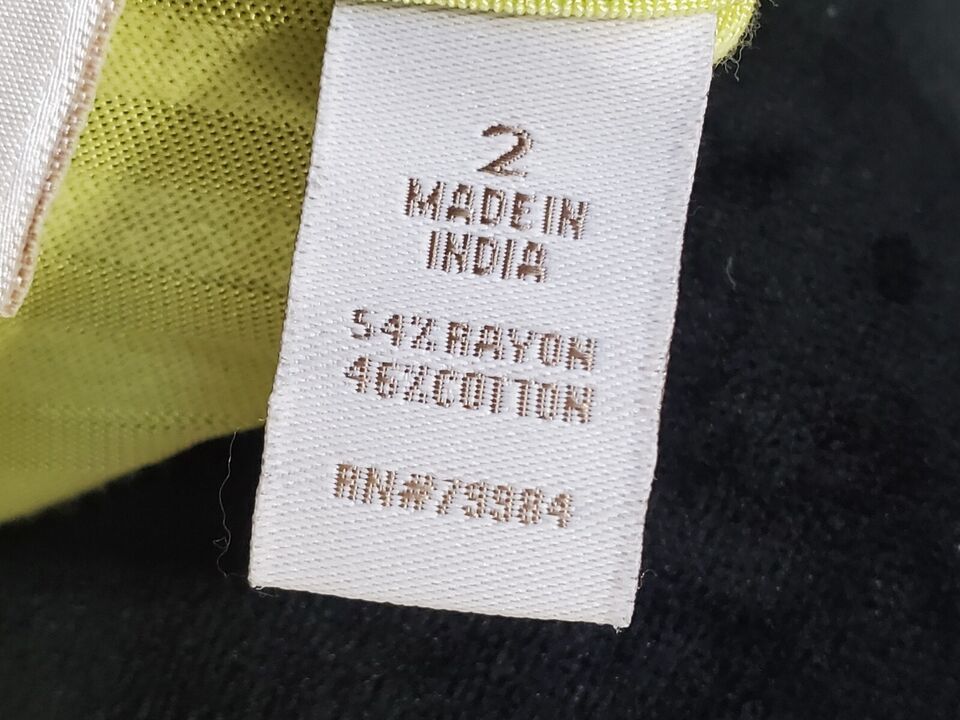 2
MADE IN
INDIA
54% RAYON
46% COTTON
RN#79984